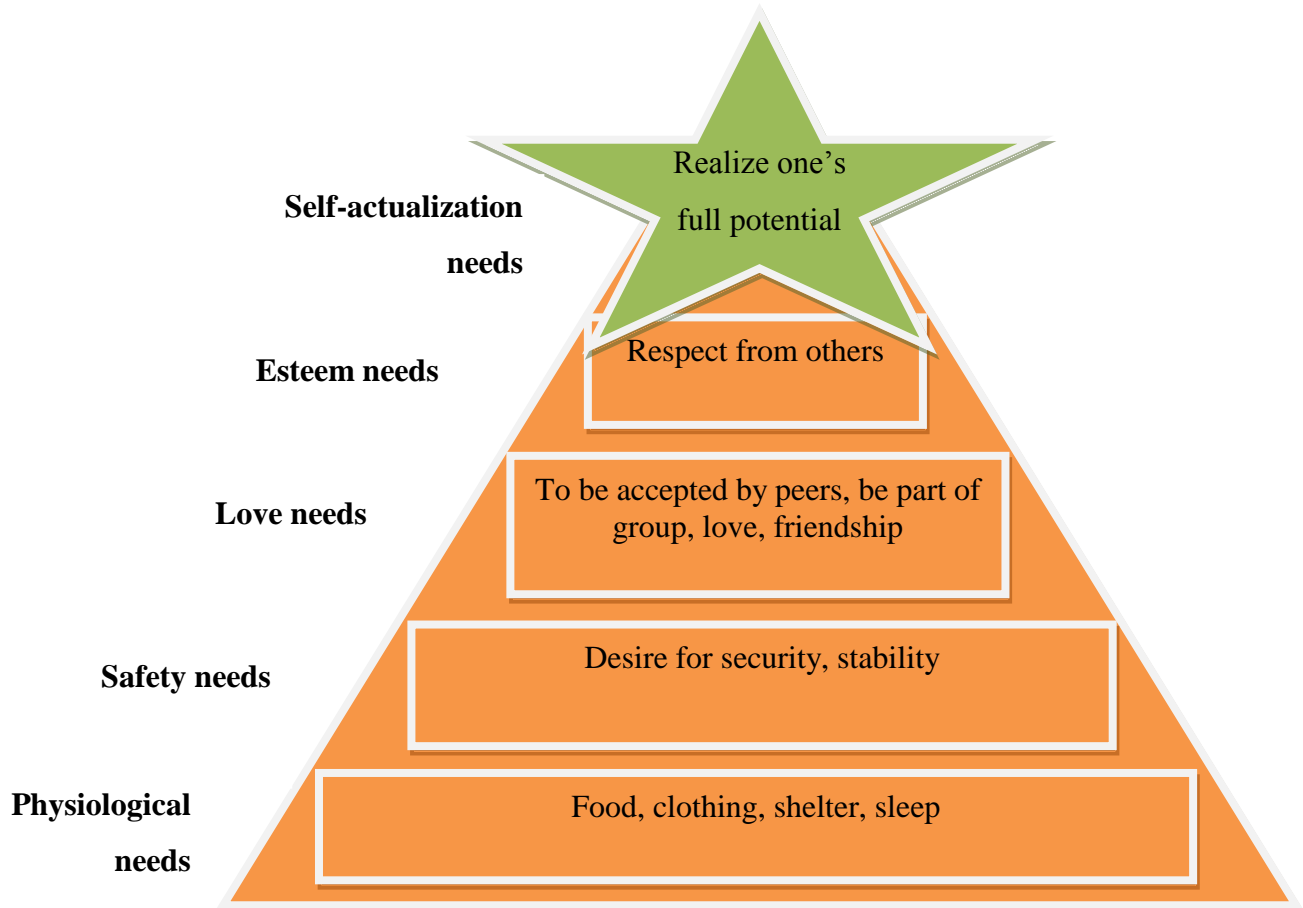 Realize one’s
full potential
Self-actualization
needs
Respect from others
Esteem needs
To be accepted by peers, be part of
group, love, friendship
Love needs
Desire for security, stability
Safety needs
Food, clothing, shelter, sleep
Physiological
needs